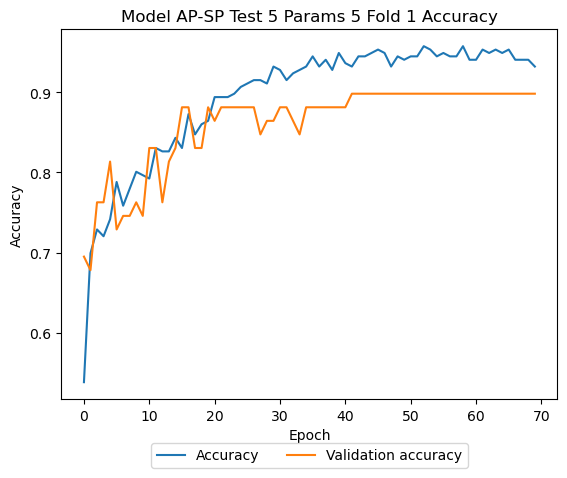 Model AP-SP Test 5 Params 5 Fold 1 Accuracy
Accuracy
0.9
0.8
0.7
0.6
0 10 20 30 40 50 60 70
Epoch
Accuracy Validation accuracy